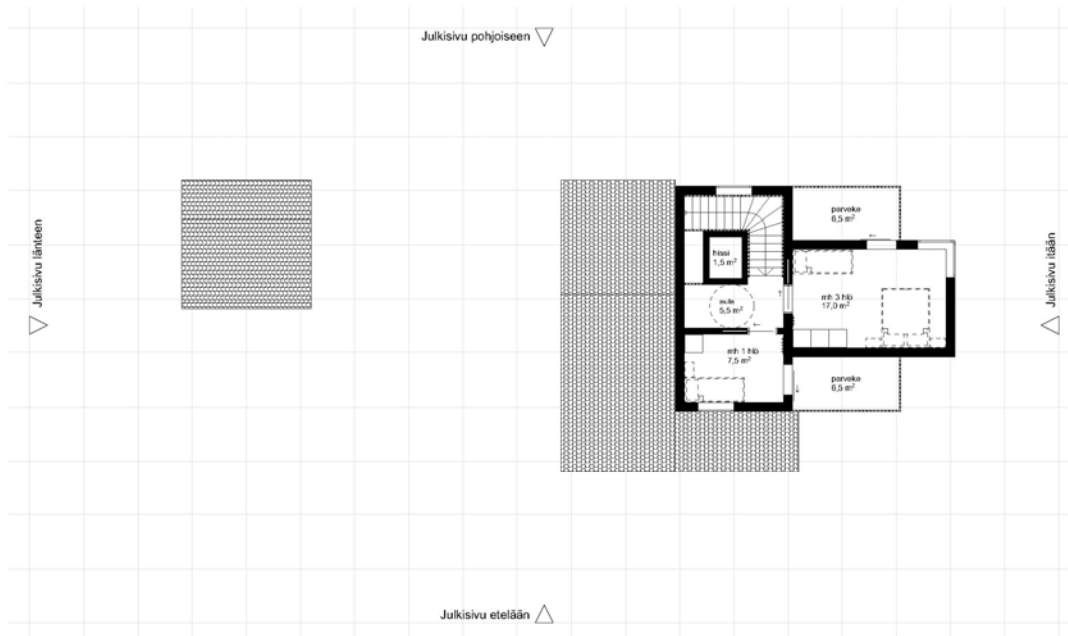 Julkisivu pohjoiseen
Julkisivu länteen
parveke
6,5 m²
hissi
1,5 m²
aula
5,5 m²
mh 3 hlö
17,0 m²
mh 1 hlö
7,5 m²
parveke
6,5 m²
Julkisivu itään
Julkisivu etelään